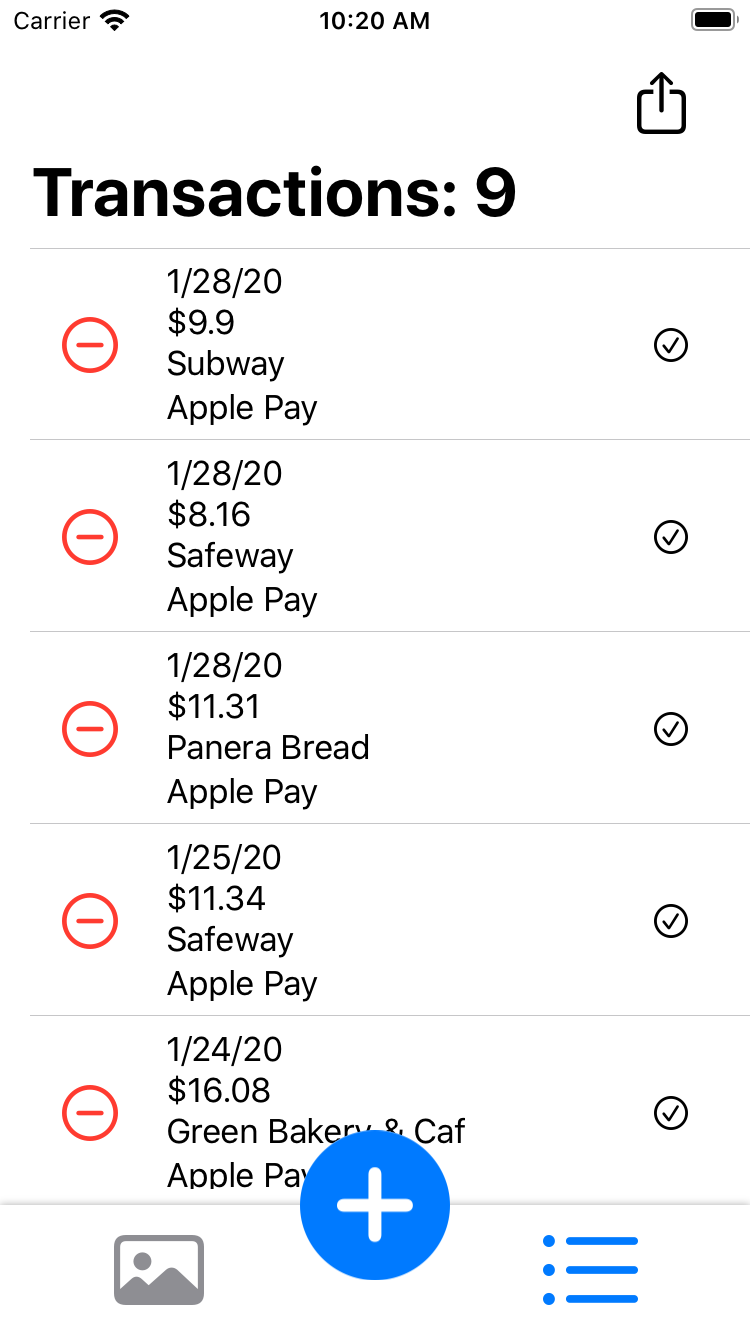 Carrier 10:20 AM
Transactions: 9
1/28/20
$9.9
Subway
Apple Pay
1/28/20
$8.16
Safeway
Apple Pay
1/28/20
$11.31
Panera Bread
Apple Pay
1/25/20
$11.34
Safeway
Apple Pay
1/24/20
$16.08
Green Bakery & Caf
Apple Pay